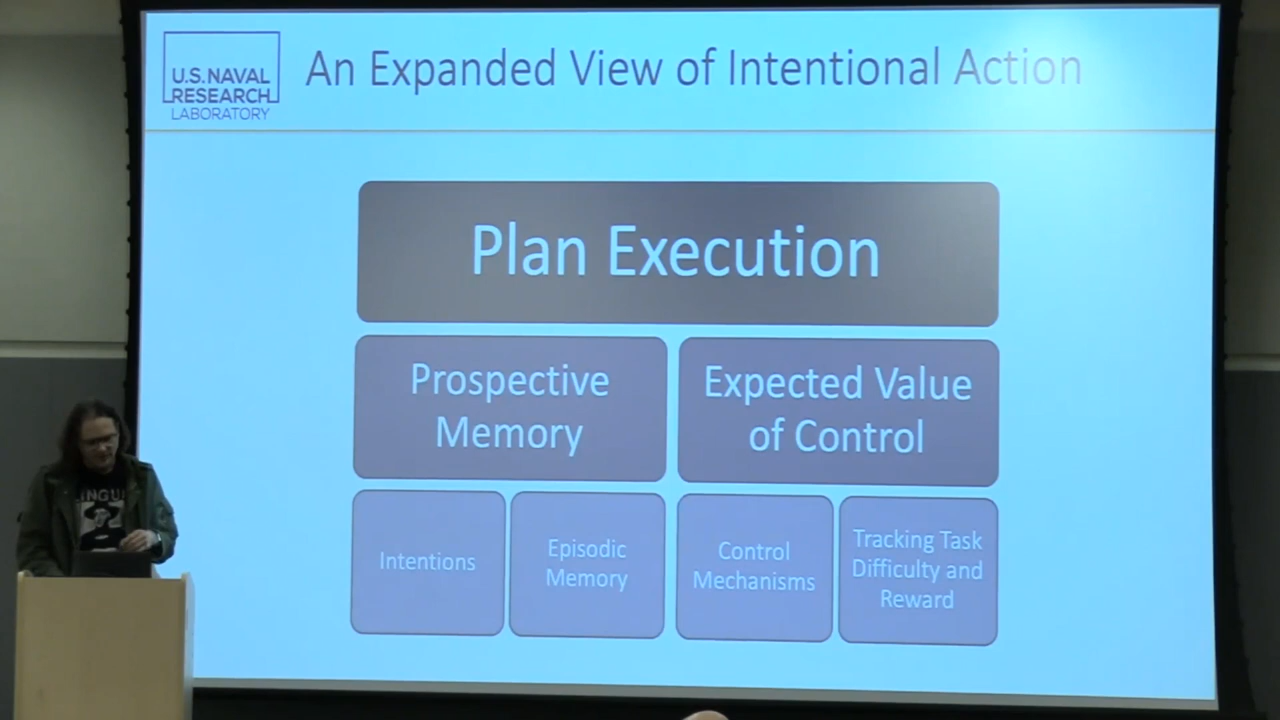 U.S. NAVAL
RESEARCH
LABORATORY
An Expanded View of Intentional Action
Plan Execution
Prospective
Memory
Expected Value
of Control
Intentions
Episodic
Memory
Control
Mechanisms
Tracking Task
Difficulty and
Reward